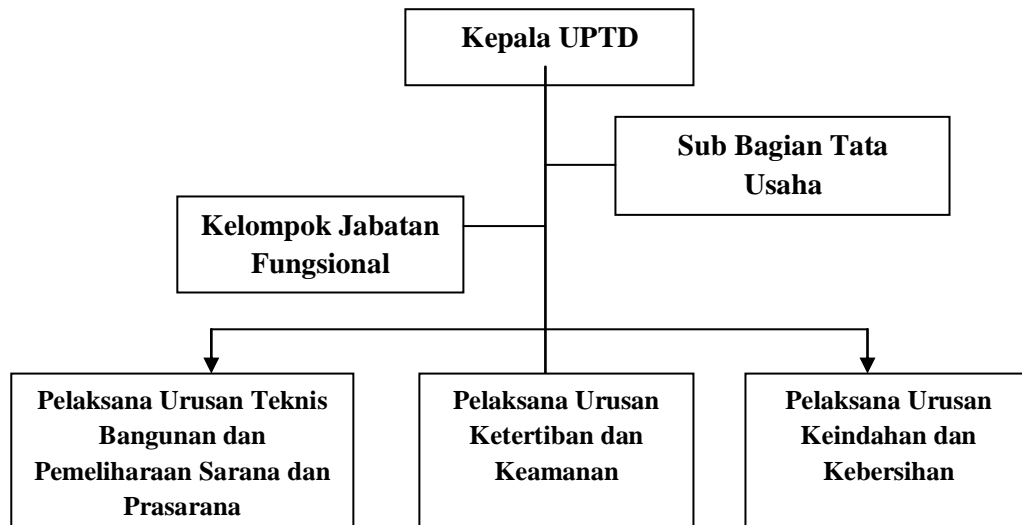 Kepala UPTD
Sub Bagian Tata
Usaha
Kelompok Jabatan
Fungsional
Pelaksana Urusan Teknis
Bangunan dan
Pemeliharaan Sarana dan
Prasarana
Pelaksana Urusan
Ketertiban dan
Keamanan
Pelaksana Urusan
Keindahan dan
Kebersihan